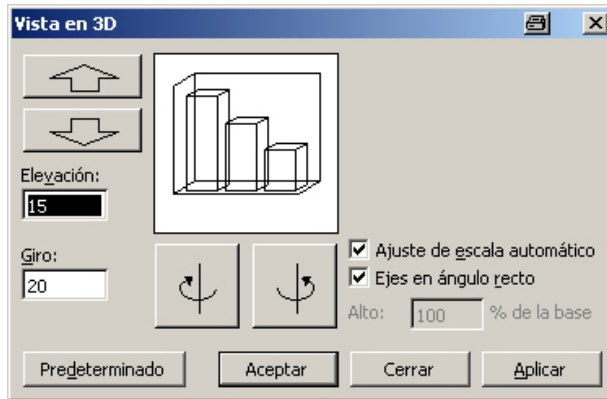 Vista en 3D
Elevación:
15
Giro:
20
Ajuste de escala automático
Ejes en ángulo recto
Alto: 100 % de la base
Predeterminado Aceptar Cerrar Aplicar